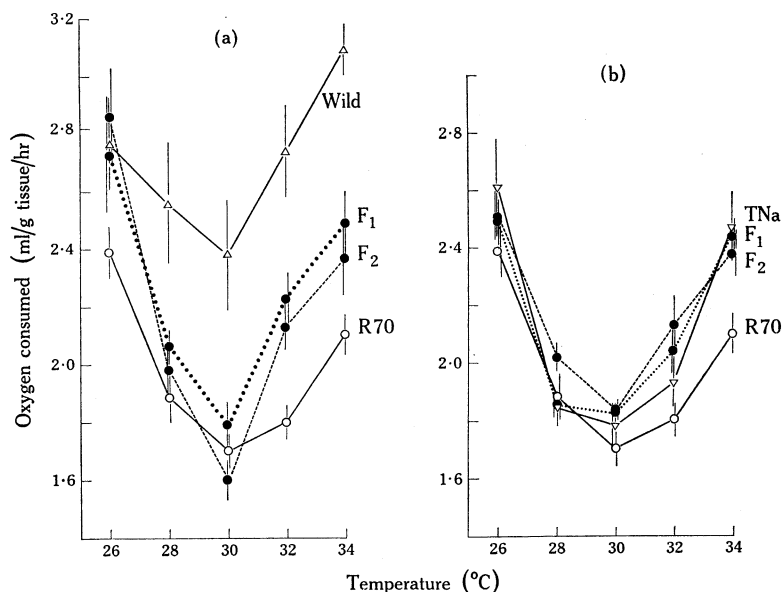 3·2
2·8
2·4
2·0
1·6
Oxygen consumed (ml/g tissue/hr)
(a)
Wild
F₁
F₂
R70
26 28 30 32 34
(b)
TNa
F₁
F₂
R70
2·8
2·4
2·0
1·6
26 28 30 32 34
Temperature (°C)